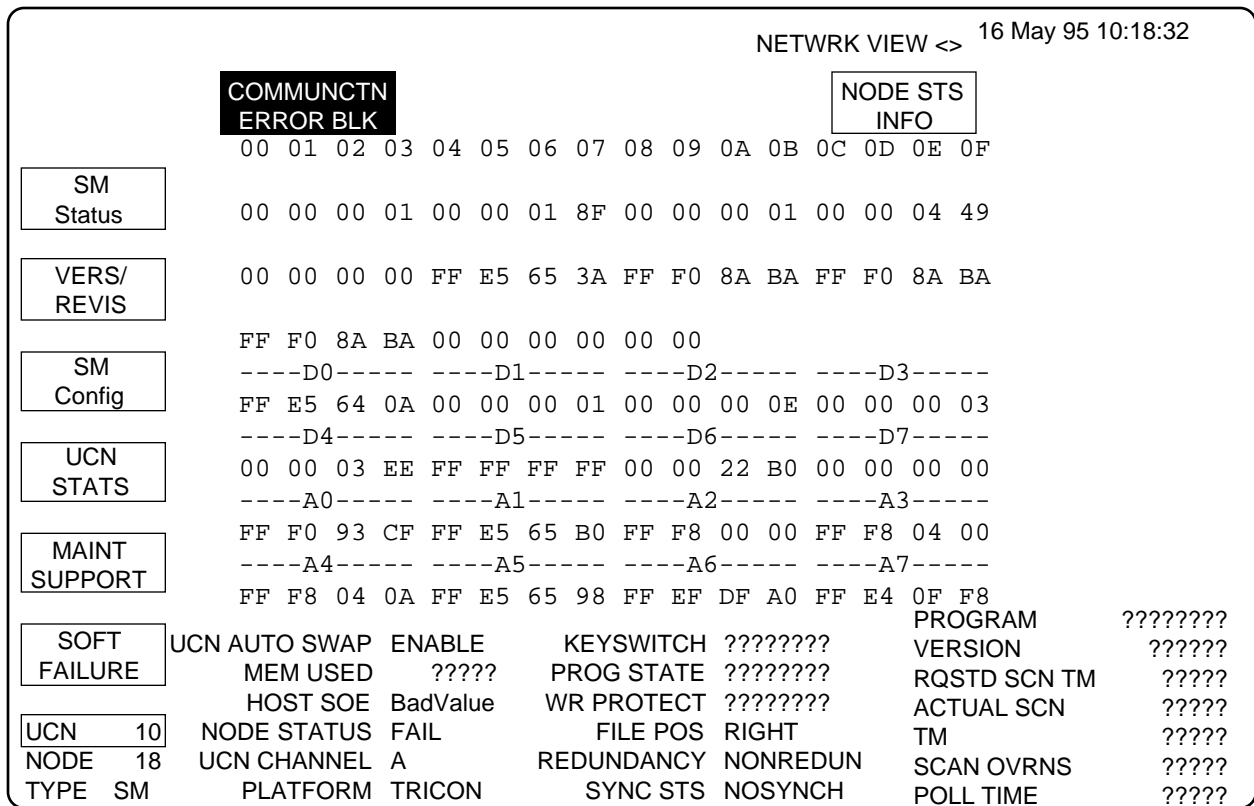 NETWRK VIEW <> 16 May 95 10:18:32
COMMUNCTN
ERROR BLK
NODE STS
INFO
00 01 02 03 04 05 06 07 08 09 0A 0B 0C 0D 0E 0F
SM
Status
00 00 00 01 00 00 01 8F 00 00 00 01 00 00 04 49
VERS/
REVIS
00 00 00 00 FF E5 65 3A FF F0 8A BA FF F0 8A BA
FF F0 8A BA 00 00 00 00 00 00
SM
Config
----D0----- ----D1----- ----D2----- ----D3-----
FF E5 64 0A 00 00 00 01 00 00 00 0E 00 00 00 03
----D4----- ----D5----- ----D6----- ----D7-----
UCN
STATS
00 00 03 EE FF FF FF FF 00 00 22 B0 00 00 00 00
----A0----- ----A1----- ----A2----- ----A3-----
FF F0 93 CF FF E5 65 B0 FF F8 00 00 FF F8 04 00
MAINT
SUPPORT
----A4----- ----A5----- ----A6----- ----A7-----
FF F8 04 0A FF E5 65 98 FF EF DF A0 FF E4 0F F8
SOFT
FAILURE
UCN 10
NODE 18
TYPE SM
UCN AUTO SWAP ENABLE
MEM USED ?????
HOST SOE BadValue
NODE STATUS FAIL
UCN CHANNEL A
PLATFORM TRICON
KEYSWITCH ????????
PROG STATE ????????
WR PROTECT ????????
FILE POS RIGHT
REDUNDANCY NONREDUN
SYNC STS NOSYNCH
PROGRAM ????????
VERSION ??????
RQSTD SCN TM ?????
ACTUAL SCN ?????
TM ?????
SCAN OVRNS ?????
POLL TIME ?????